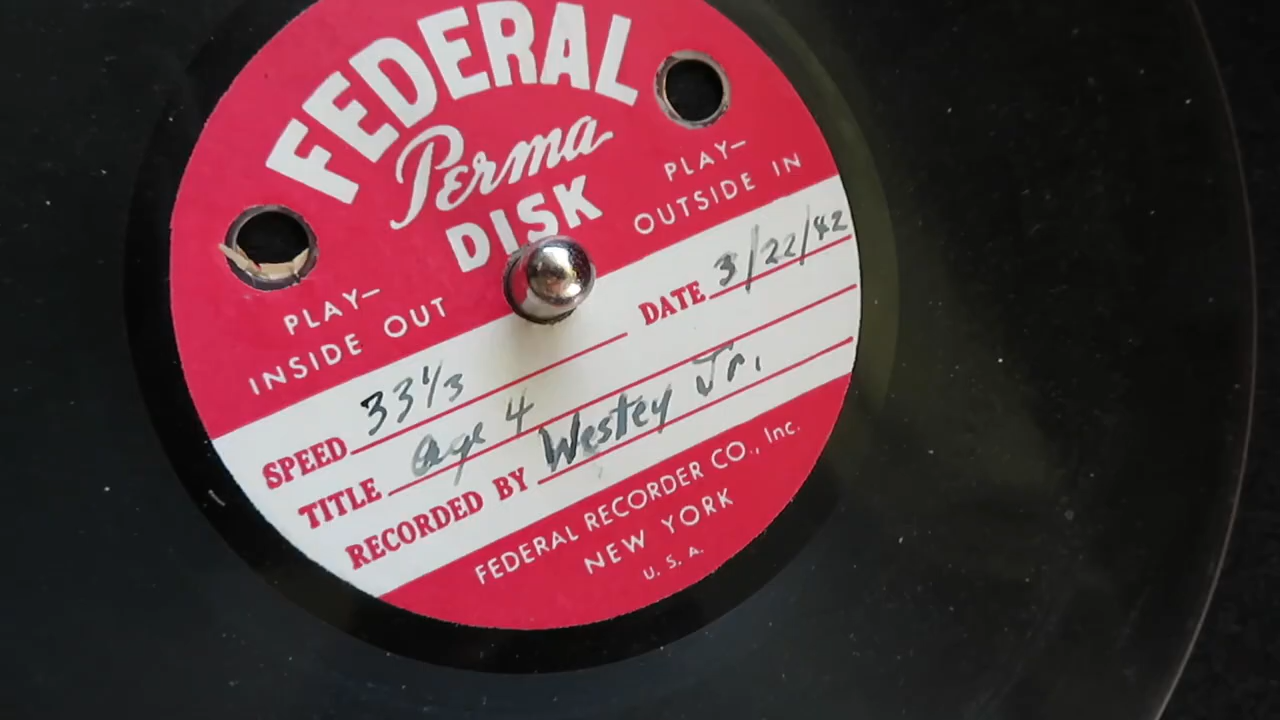 FEDERAL
Perma
DISK
PLAY—
OUTSIDE IN
PLAY—
INSIDE OUT
SPEED 33 1/3 DATE 3/22/42
TITLE Age 4
RECORDED BY Westey Jr.
FEDERAL RECORDER CO., Inc.
NEW YORK
U. S. A.